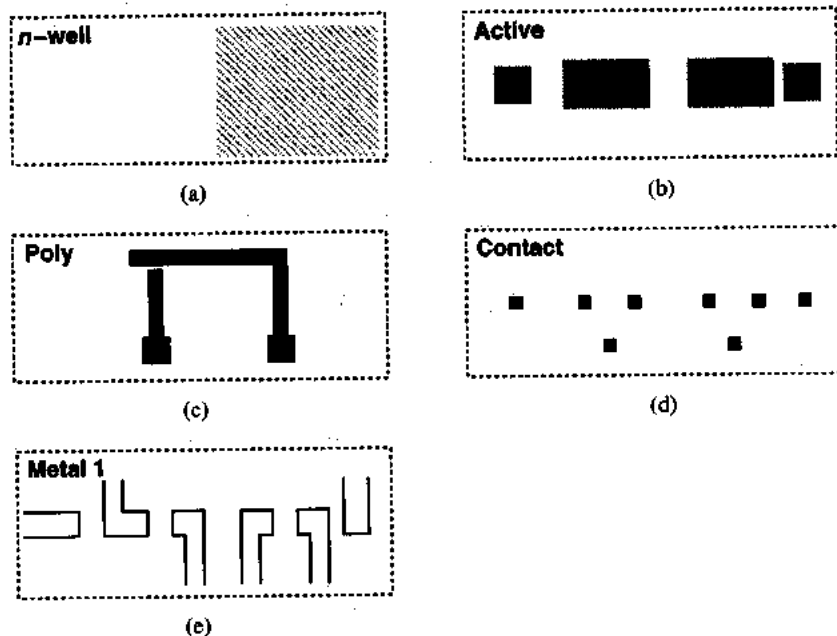 n-well
Active
(a)
(b)
Poly
Contact
(c)
(d)
Metal 1
(e)